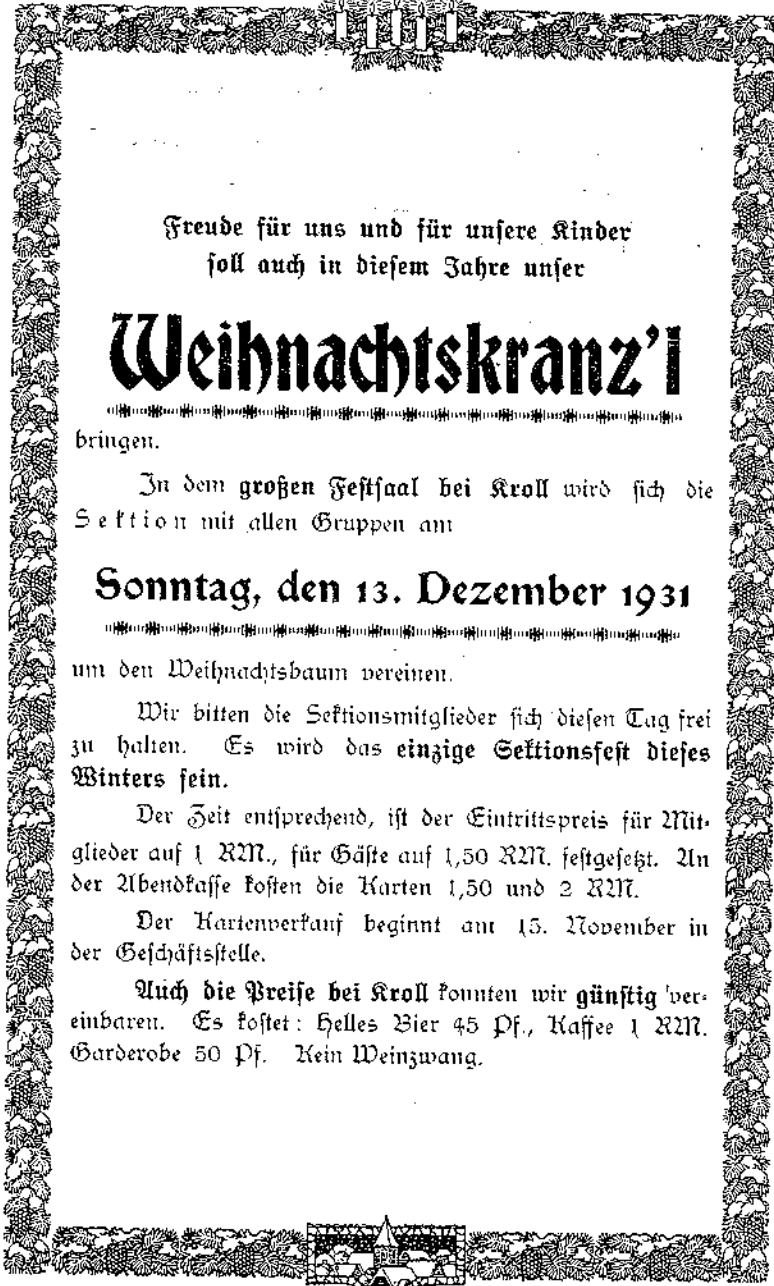 Freude für uns und für unsere Kinder
soll auch in diesem Jahre unser
Weihnachtskranz'l
bringen.
In dem großen Festsaal bei Kroll wird sich die
Sektion mit allen Gruppen am
Sonntag, den 13. Dezember 1931
um den Weihnachtsbaum vereinen.
Wir bitten die Sektionsmitglieder sich diesen Tag frei
zu halten. Es wird das einzige Sektionsfest dieses
Winters sein.
Der Zeit entsprechend, ist der Eintrittspreis für Mit-
glieder auf 1 RM., für Gäste auf 1,50 RM. festgesetzt. An
der Abendkasse kosten die Karten 1,50 und 2 RM.
Der Kartenverkauf beginnt am 15. November in
der Geschäftsstelle.
Auch die Preise bei Kroll konnten wir günstig ver-
einbaren. Es kostet: Helles Bier 45 Pf., Kaffee 1 RM.
Garderobe 50 Pf. Kein Weinzwang.